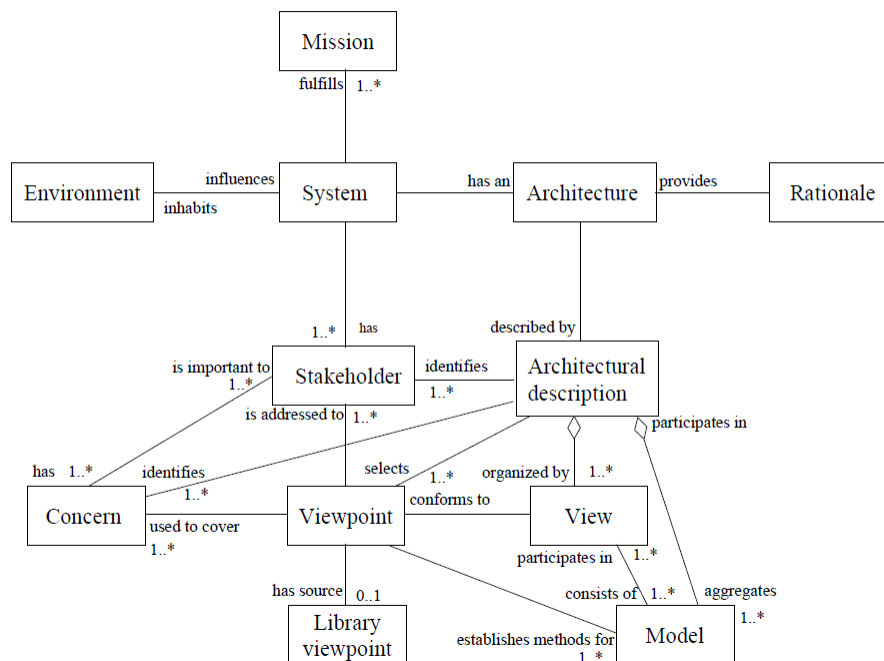 Mission
fulfills 1..*
Environment
influences
inhabits
System
has an
Architecture
provides
Rationale
1..* has
described by
is important to
1..*
Stakeholder
identifies
1..*
Architectural
description
is addressed to 1..*
participates in
has 1..*
identifies
1..*
selects
1..*
organized by 1..*
conforms to
Concern
used to cover
1..*
Viewpoint
View
participates in 1..*
has source 0..1
consists of 1..*
aggregates
1..*
Library
viewpoint
establishes methods for
1..*
Model